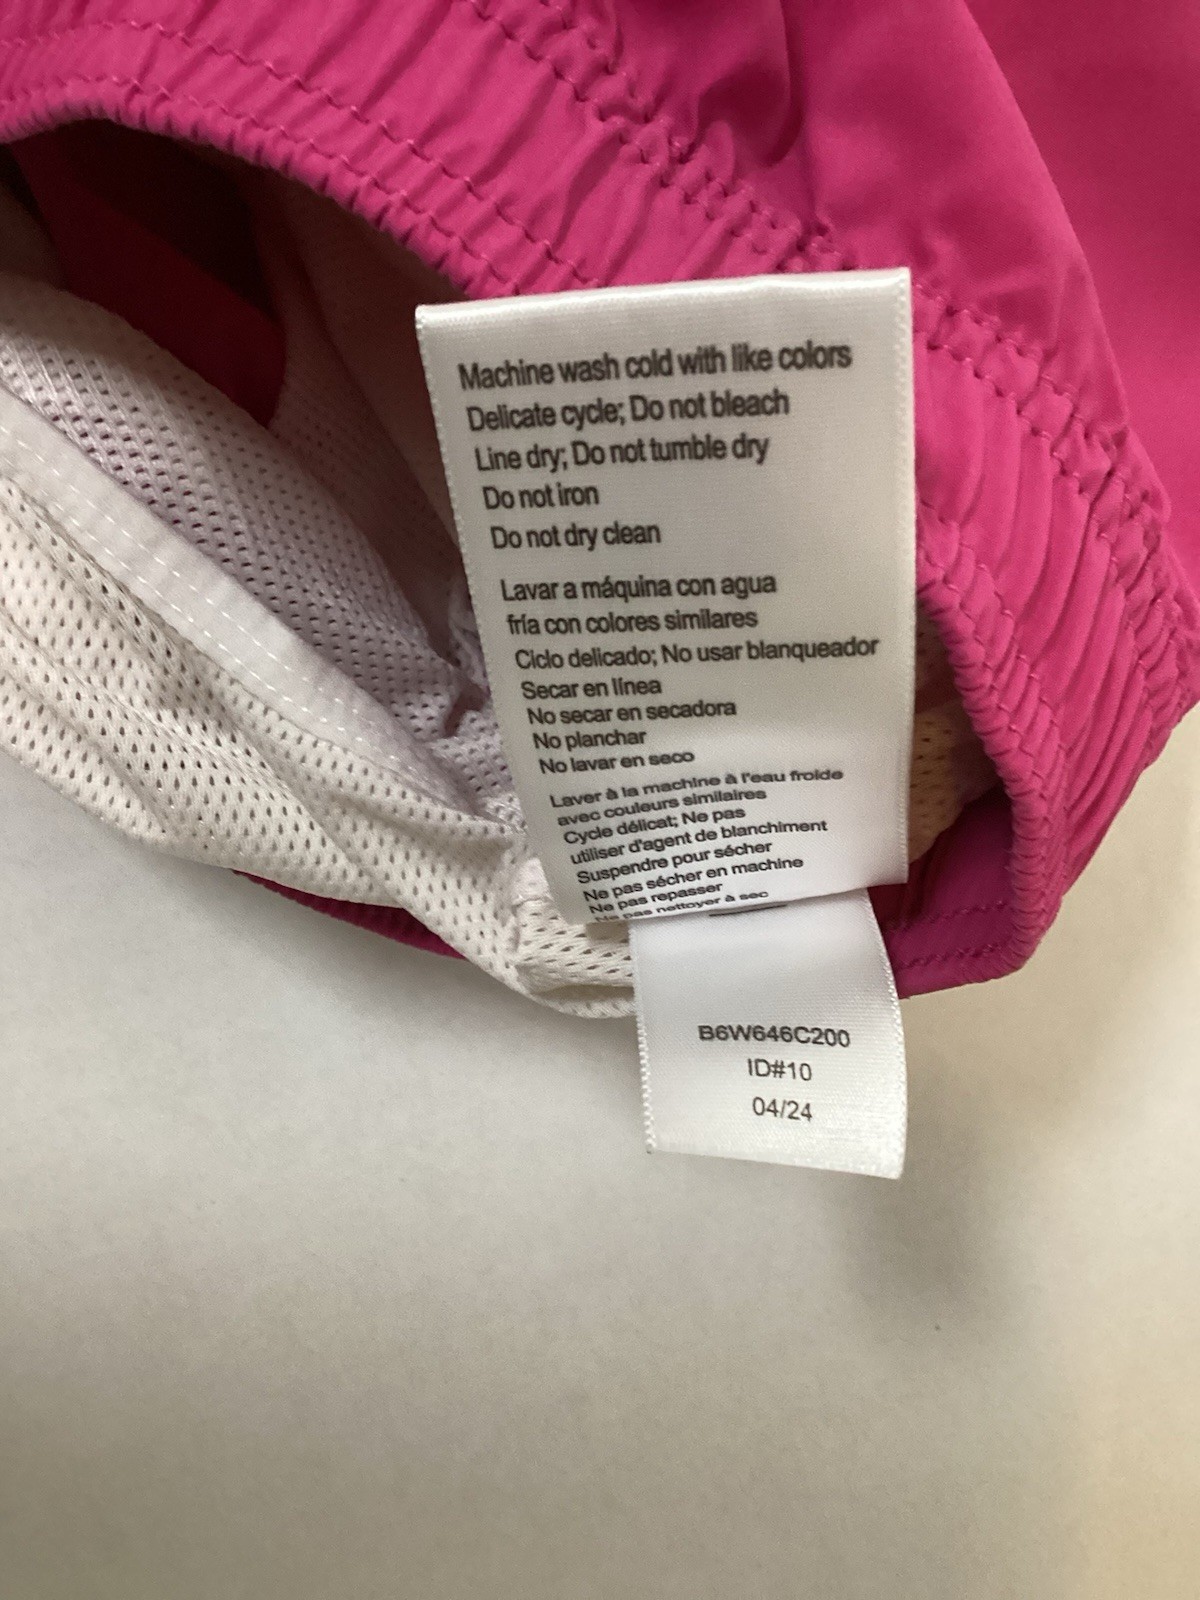 Machine wash cold with like colors
Delicate cycle; Do not bleach
Line dry; Do not tumble dry
Do not iron
Do not dry clean
Lavar a máquina con agua
fría con colores similares
Ciclo delicado; No usar blanqueador
Secar en línea
No secar en secadora
No planchar
No lavar en seco
Laver à la machine à l'eau froide
avec couleurs similaires
Cycle délicat; Ne pas
utiliser d'agent de blanchiment
Suspendre pour sécher
Ne pas sécher en machine
Ne pas repasser
Ne pas nettoyer à sec
B6W646C200
ID#10
04/24